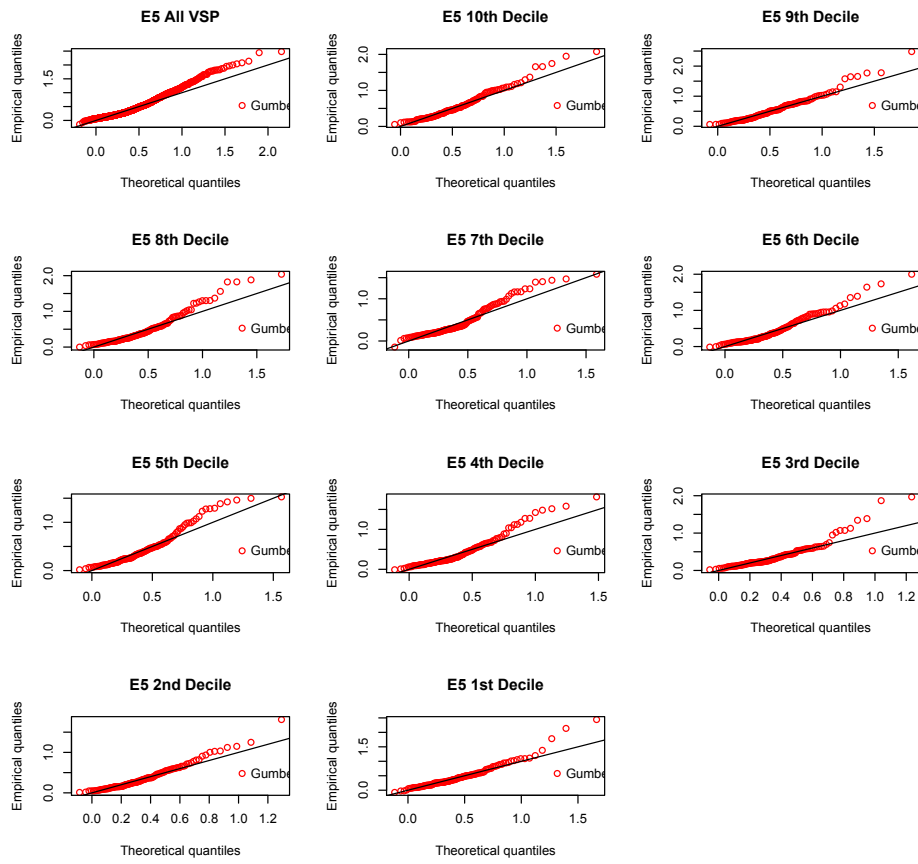 E5 All VSP
Empirical quantiles
0.0 1.5
Gumbe
0.0 0.5 1.0 1.5 2.0
Theoretical quantiles
E5 10th Decile
Empirical quantiles
0.0 1.0 2.0
Gumbe
0.0 0.5 1.0 1.5
Theoretical quantiles
E5 9th Decile
Empirical quantiles
0.0 1.0 2.0
Gumbe
0.0 0.5 1.0 1.5
Theoretical quantiles
E5 8th Decile
Empirical quantiles
0.0 1.0 2.0
Gumbe
0.0 0.5 1.0 1.5
Theoretical quantiles
E5 7th Decile
Empirical quantiles
0.0 1.0
Gumbe
0.0 0.5 1.0 1.5
Theoretical quantiles
E5 6th Decile
Empirical quantiles
0.0 1.0 2.0
Gumbe
0.0 0.5 1.0 1.5
Theoretical quantiles
E5 5th Decile
Empirical quantiles
0.0 1.0
Gumbe
0.0 0.5 1.0 1.5
Theoretical quantiles
E5 4th Decile
Empirical quantiles
0.0 1.0
Gumbe
0.0 0.5 1.0 1.5
Theoretical quantiles
E5 3rd Decile
Empirical quantiles
0.0 1.0 2.0
Gumbe
0.0 0.2 0.4 0.6 0.8 1.0 1.2
Theoretical quantiles
E5 2nd Decile
Empirical quantiles
0.0 1.0
Gumbe
0.0 0.2 0.4 0.6 0.8 1.0 1.2
Theoretical quantiles
E5 1st Decile
Empirical quantiles
0.0 1.5
Gumbe
0.0 0.5 1.0 1.5
Theoretical quantiles